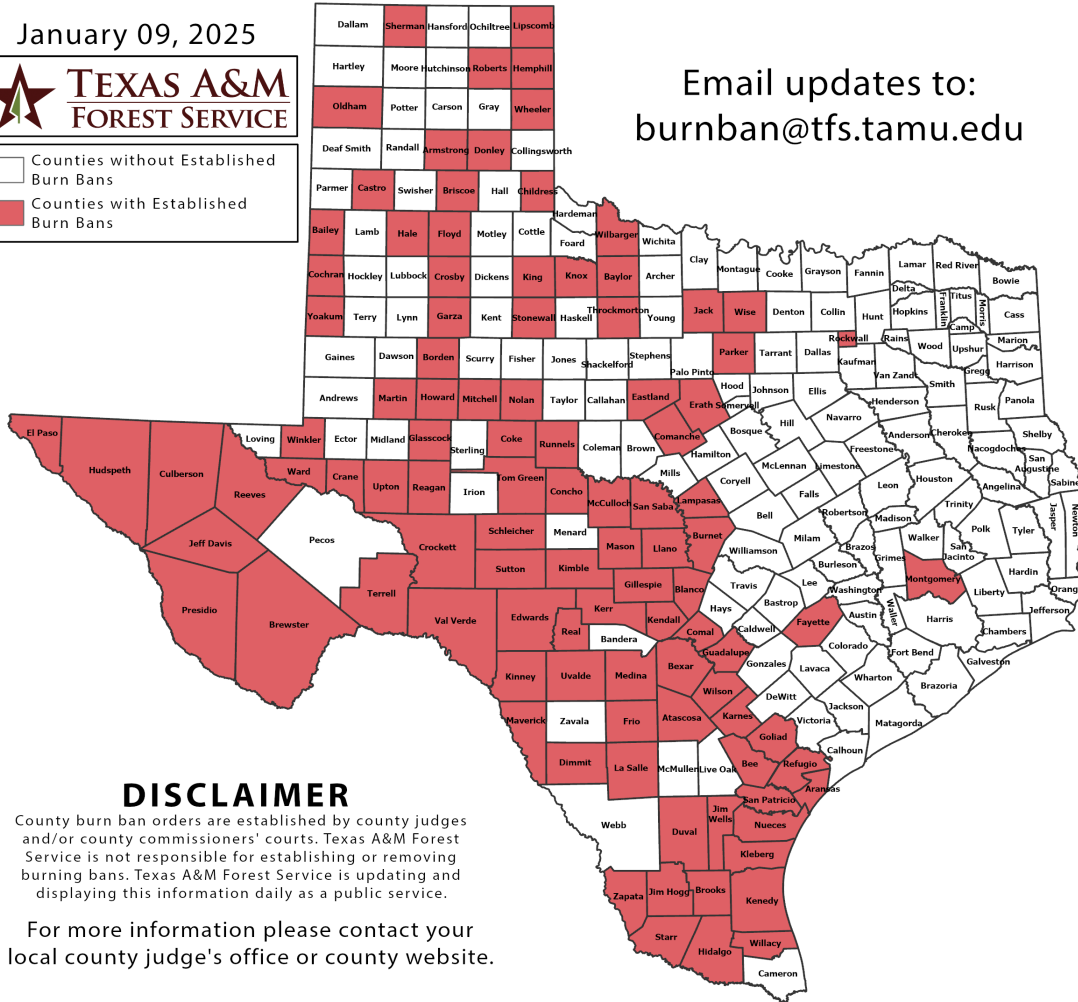 January 09, 2025
TEXAS A&M
FOREST SERVICE
Counties without Established
Burn Bans
Counties with Established
Burn Bans
Email updates to:
burnban@tfs.tamu.edu
Dallam Sherman Hansford Ochiltree Lipscomb
Hartley Moore Hutchinson Roberts Hemphill
Oldham Potter Carson Gray Wheeler
Deaf Smith Randall Armstrong Donley Collingsworth
Parmer Castro Swisher Briscoe Hall Childress
Hardeman
Bailey Lamb Hale Floyd Motley Cottle Foard Wilbarger Wichita
Clay Montague Cooke Grayson Fannin Lamar Red River Bowie
Cochran Hockley Lubbock Crosby Dickens King Knox Baylor Archer
Delta Franklin Titus Morris Cass
Yoakum Terry Lynn Garza Kent Stonewall Haskell Throckmorton Young Jack Wise Denton Collin Hunt Hopkins
Camp
Rockwall Rains Wood Upshur Marion
Gaines Dawson Borden Scurry Fisher Jones Shackelford Stephens Palo Pinto Parker Tarrant Dallas Kaufman Van Zandt Gregg Harrison
Andrews Martin Howard Mitchell Nolan Taylor Callahan Eastland Erath Hood Somervell Johnson Ellis Henderson Smith Rusk Panola
El Paso Loving Winkler Ector Midland Glasscock Sterling Coke Runnels Coleman Brown Comanche Bosque Hill Navarro Anderson Cherokee Nacogdoches Shelby
Hudspeth Culberson Reeves Ward Crane Upton Reagan Irion Tom Green Concho McCulloch San Saba Mills Hamilton Lampasas Coryell McLennan Limestone Freestone Leon Houston Angelina San
Augustine Sabine
Jeff Davis Pecos Crockett Schleicher Menard Mason Llano Burnet Bell Falls Robertson Madison Trinity Polk Tyler Jasper Newton
Sutton Kimble Williamson Milam Brazos Grimes Walker San
Jacinto Hardin
Presidio Brewster Terrell Val Verde Edwards Kerr Gillespie Blanco Travis Lee Burleson Washington Montgomery Liberty Orang
Real Bandera Kendall Comal Hays Caldwell Bastrop Fayette Austin Waller Harris Chambers Jefferson
Kinney Uvalde Medina Bexar Guadalupe Gonzales Lavaca Colorado Wharton Fort Bend Brazoria Galveston
Maverick Zavala Frio Atascosa Wilson Karnes DeWitt Victoria Jackson Matagorda
Dimmit La Salle McMullen Live Oak Bee Goliad Refugio Calhoun
Aransas
Webb Duval Jim
Wells San Patricio Nueces
Kleberg
Zapata Jim Hogg Brooks Kenedy
Starr Hidalgo Willacy
Cameron
DISCLAIMER
County burn ban orders are established by county judges
and/or county commissioners' courts. Texas A&M Forest
Service is not responsible for establishing or removing
burning bans. Texas A&M Forest Service is updating and
displaying this information daily as a public service.
For more information please contact your
local county judge's office or county website.